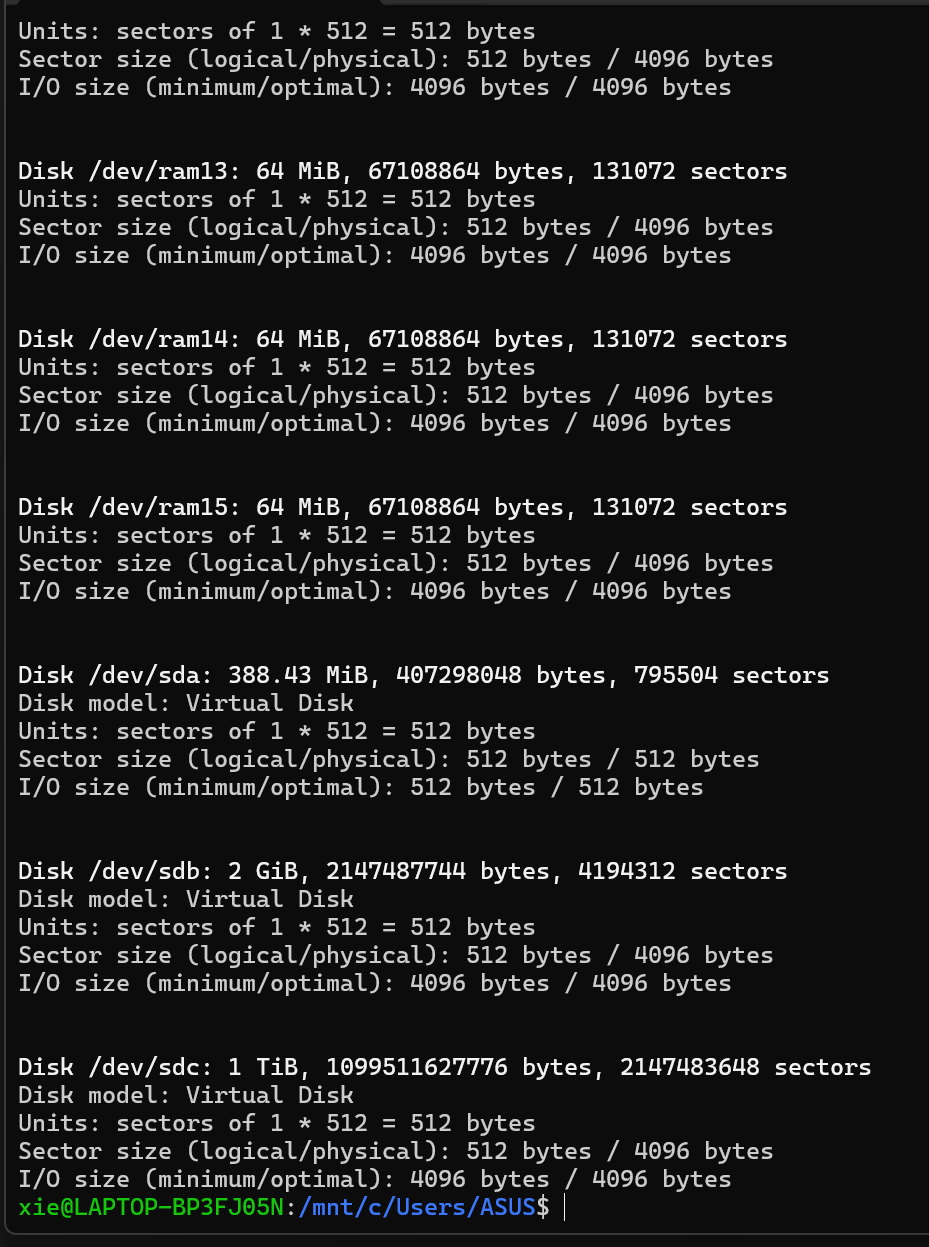 Units: sectors of 1 * 512 = 512 bytes
Sector size (logical/physical): 512 bytes / 4096 bytes
I/O size (minimum/optimal): 4096 bytes / 4096 bytes
Disk /dev/ram13: 64 MiB, 67108864 bytes, 131072 sectors
Units: sectors of 1 * 512 = 512 bytes
Sector size (logical/physical): 512 bytes / 4096 bytes
I/O size (minimum/optimal): 4096 bytes / 4096 bytes
Disk /dev/ram14: 64 MiB, 67108864 bytes, 131072 sectors
Units: sectors of 1 * 512 = 512 bytes
Sector size (logical/physical): 512 bytes / 4096 bytes
I/O size (minimum/optimal): 4096 bytes / 4096 bytes
Disk /dev/ram15: 64 MiB, 67108864 bytes, 131072 sectors
Units: sectors of 1 * 512 = 512 bytes
Sector size (logical/physical): 512 bytes / 4096 bytes
I/O size (minimum/optimal): 4096 bytes / 4096 bytes
Disk /dev/sda: 388.43 MiB, 407298048 bytes, 795504 sectors
Disk model: Virtual Disk
Units: sectors of 1 * 512 = 512 bytes
Sector size (logical/physical): 512 bytes / 512 bytes
I/O size (minimum/optimal): 512 bytes / 512 bytes
Disk /dev/sdb: 2 GiB, 2147487744 bytes, 4194312 sectors
Disk model: Virtual Disk
Units: sectors of 1 * 512 = 512 bytes
Sector size (logical/physical): 512 bytes / 4096 bytes
I/O size (minimum/optimal): 4096 bytes / 4096 bytes
Disk /dev/sdc: 1 TiB, 1099511627776 bytes, 2147483648 sectors
Disk model: Virtual Disk
Units: sectors of 1 * 512 = 512 bytes
Sector size (logical/physical): 512 bytes / 4096 bytes
I/O size (minimum/optimal): 4096 bytes / 4096 bytes
xie@LAPTOP-BP3FJ05N:/mnt/c/Users/ASUS$